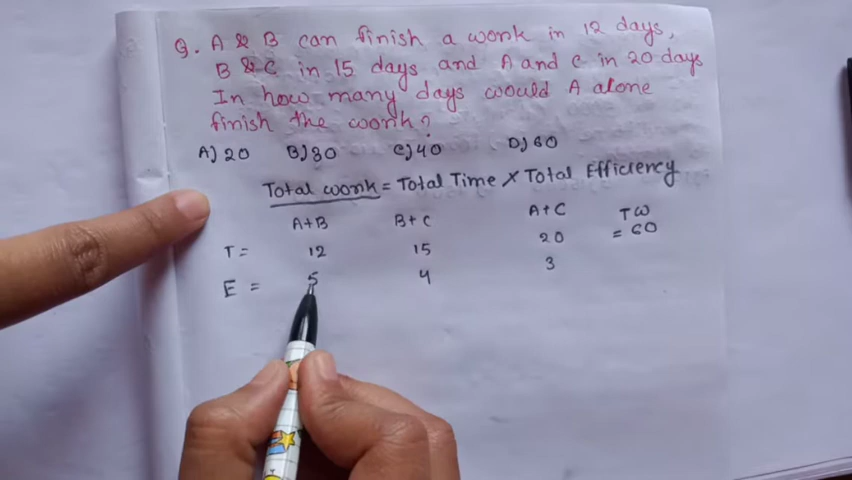 Q. A & B can finish a work in 12 days,
B & C in 15 days and A and C in 20 days
In how many days would A alone
finish the work?
A) 20 B) 30 C) 40 D) 60
Total work = Total Time × Total Efficiency
A+B B+C A+C TW
T = 12 15 20 = 60
E = 5 4 3